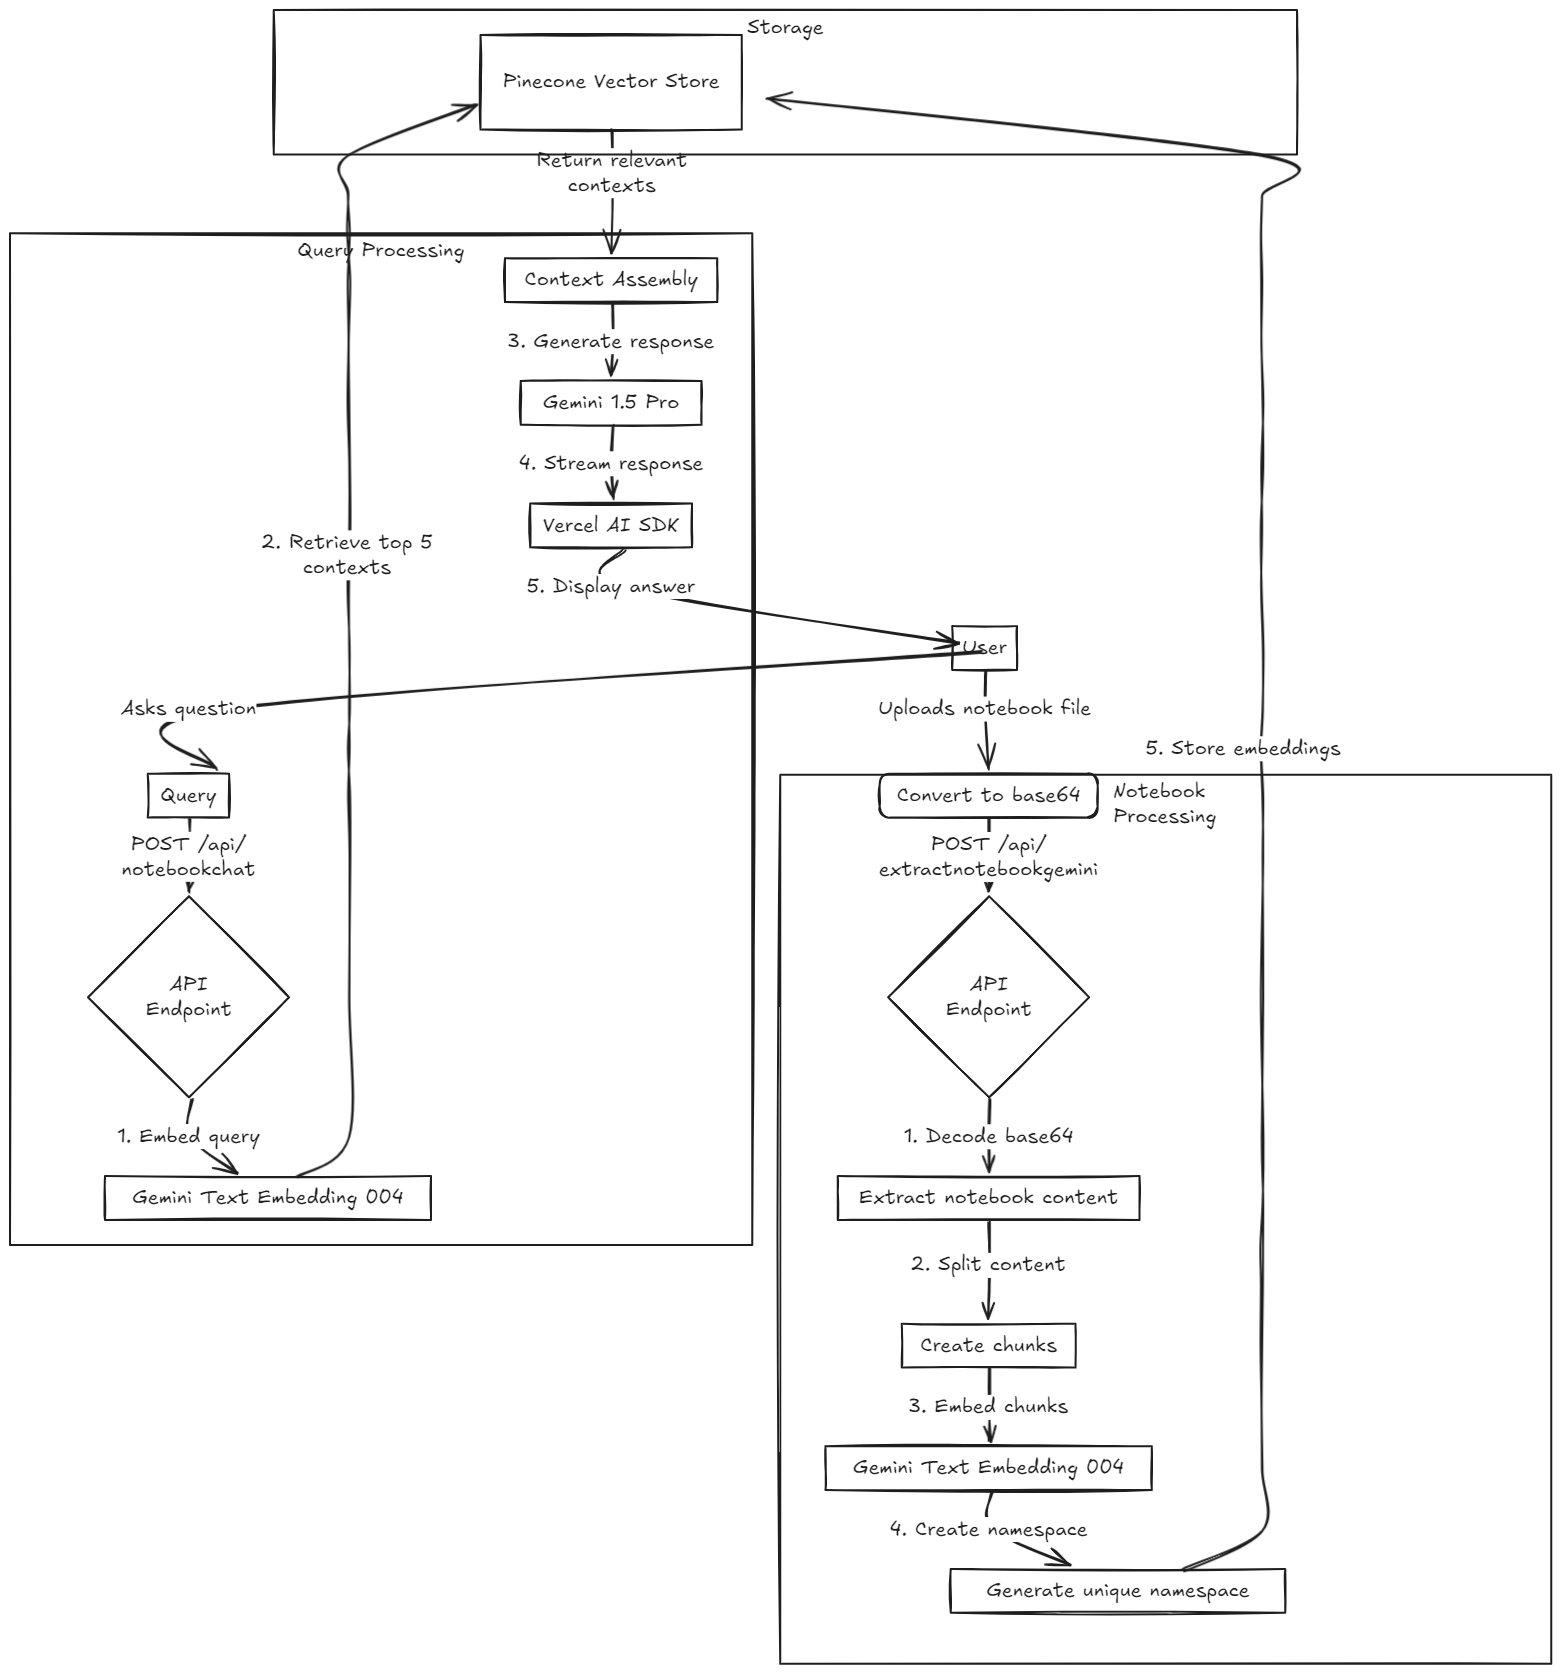 Storage
Pinecone Vector Store
Return relevant
contexts
Query Processing
Context Assembly
3. Generate response
Gemini 1.5 Pro
4. Stream response
Vercel AI SDK
2. Retrieve top 5
contexts
5. Display answer
User
Asks question
Uploads notebook file
5. Store embeddings
Query
POST /api/
notebookchat
API
Endpoint
1. Embed query
Gemini Text Embedding 004
Convert to base64
Notebook
Processing
POST /api/
extractnotebookgemini
API
Endpoint
1. Decode base64
Extract notebook content
2. Split content
Create chunks
3. Embed chunks
Gemini Text Embedding 004
4. Create namespace
Generate unique namespace